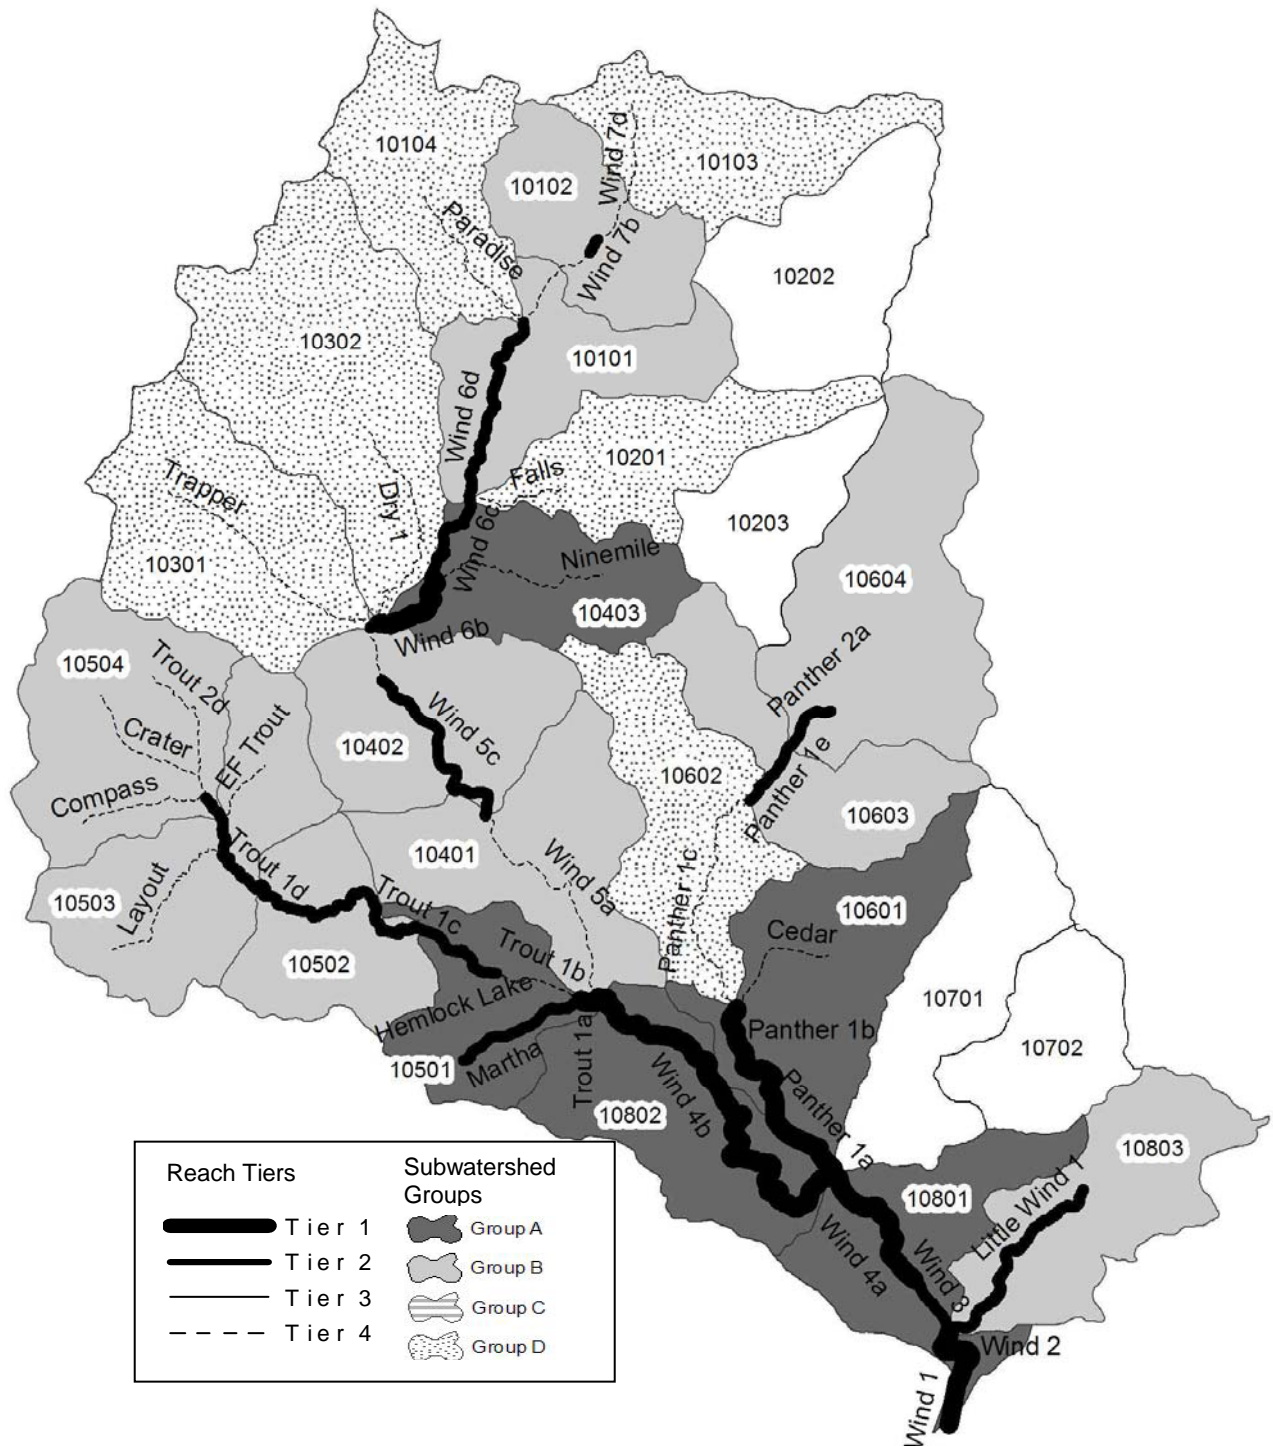 10104
Wind 7d
10103
10102
Paradise
Wind 7b
10202
10302
10101
Wind 6d
10201
Falls
Trapper
Dry 1
10203
Wind 6c
Ninemile
10301
10604
10403
Wind 6b
10504
Trout 2d
Panther 2a
Crater
EF Trout
Wind 5c
10402
10602
Compass
Panther 1e
10603
Trout 1d
10401
Wind 5a
Layout
Panther 1c
10503
Trout 1c
10601
Cedar
Trout 1b
10502
Hemlock Lake
10701
Panther 1b
10702
10501
Martha
Trout 1a
Wind 4b
Panther 1a
10802
10803
10801
Little Wind 1
Wind 4a
Wind 3
Wind 2
Wind 1
Reach Tiers
Tier 1
Tier 2
Tier 3
Tier 4
Subwatershed
Groups
Group A
Group B
Group C
Group D